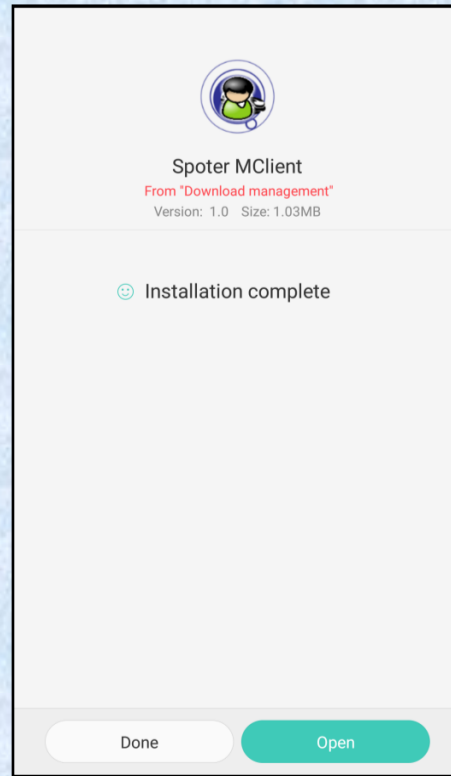 Spoter MClient
From "Download management"
Version: 1.0 Size: 1.03MB
Installation complete
Done
Open